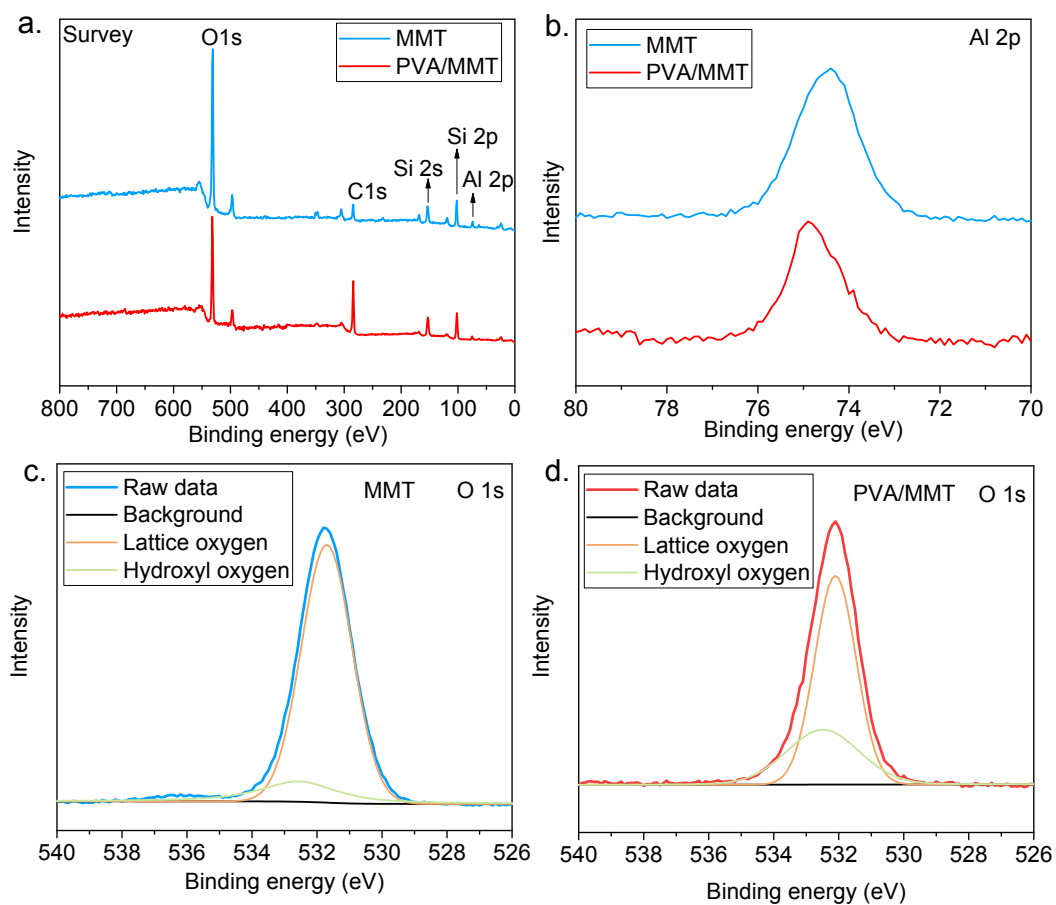 a.
Survey
O1s
MMT
PVA/MMT
Si 2p
Si 2s
C1s
Al 2p
Intensity
800 700 600 500 400 300 200 100 0
Binding energy (eV)
b.
MMT
PVA/MMT
Al 2p
Intensity
80 78 76 74 72 70
Binding energy (eV)
c.
Raw data
Background
Lattice oxygen
Hydroxyl oxygen
MMT O 1s
Intensity
540 538 536 534 532 530 528 526
Binding energy (eV)
d.
Raw data
Background
Lattice oxygen
Hydroxyl oxygen
PVA/MMT O 1s
Intensity
540 538 536 534 532 530 528 526
Binding energy (eV)